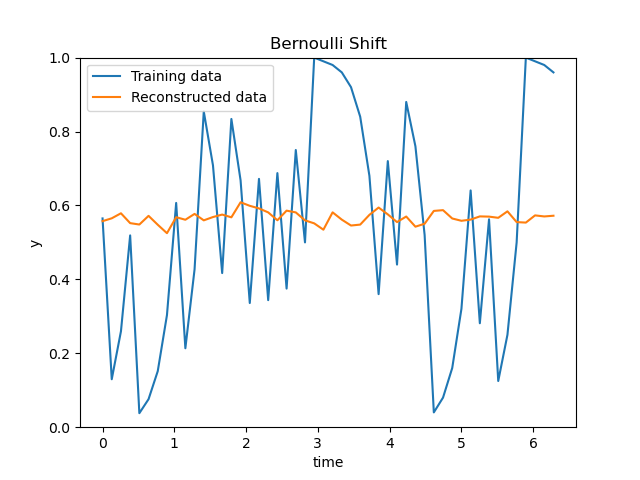 Bernoulli Shift
1.0
Training data
Reconstructed data
0.8
0.6
y
0.4
0.2
0.0
0 1 2 3 4 5 6
time